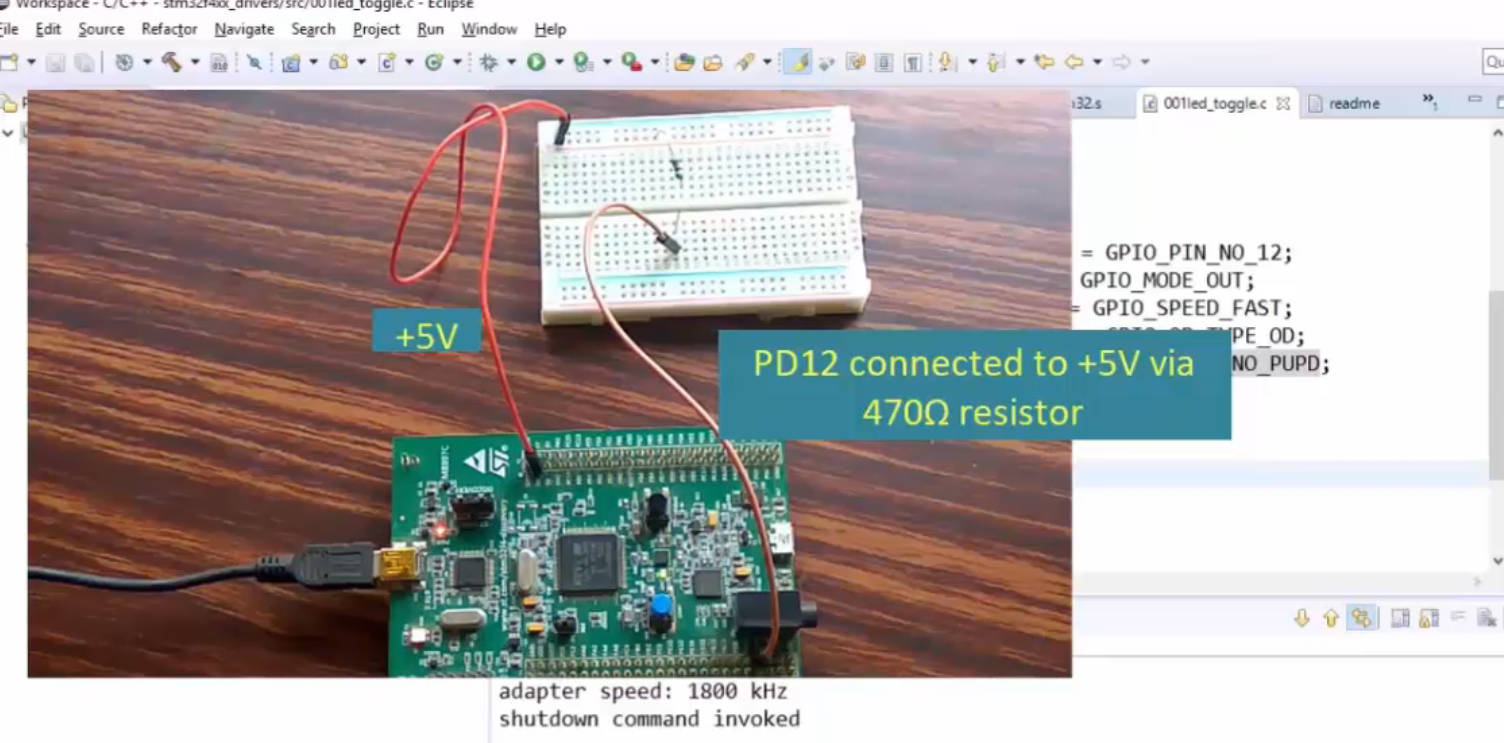 Workspace - C/C++ - stm32f4xx_drivers/src/001led_toggle.c - Eclipse
File Edit Source Refactor Navigate Search Project Run Window Help
32.s 001led_toggle.c readme
= GPIO_PIN_NO_12;
GPIO_MODE_OUT;
= GPIO_SPEED_FAST;
PE_OD;
NO_PUPD;
+5V
PD12 connected to +5V via
470Ω resistor
adapter speed: 1800 kHz
shutdown command invoked